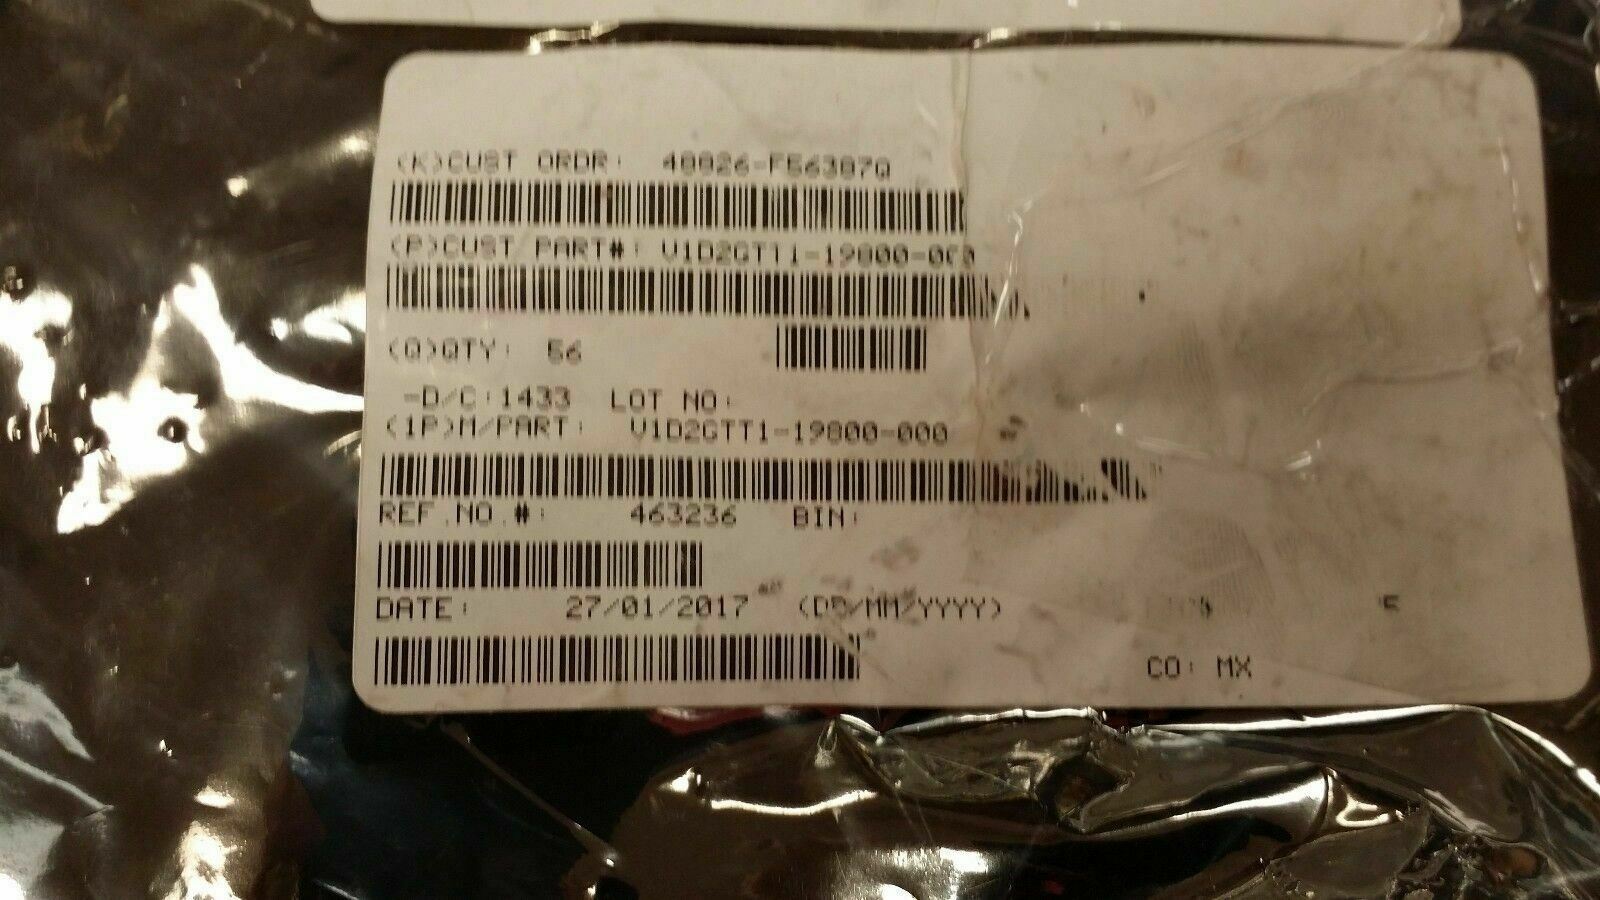 (K)CUST ORDR: 48826-F56387Q
(P)CUST PART#: V1D2GTT1-19800-000
(Q)QTY: 56
-D/C:1433 LOT NO:
(1P)M/PART: V1D2GTT1-19800-000
REF.NO.#: 463236 BIN:
DATE: 27/01/2017 (DD/MM/YYYY)
CO: MX